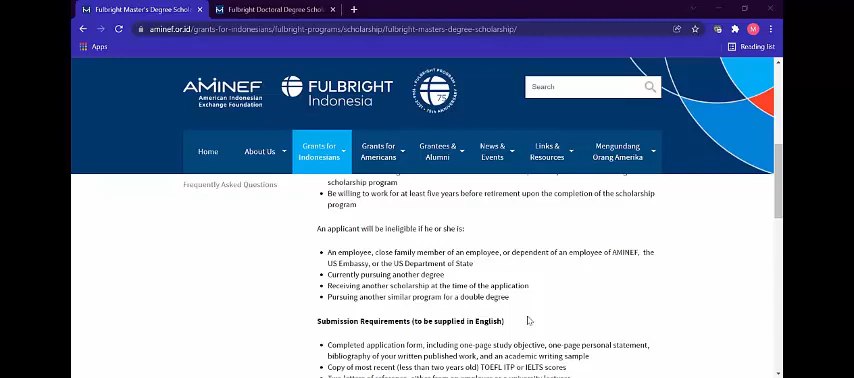 Fulbright Master's Degree Schola
Fulbright Doctoral Degree Schol
aminef.or.id/grants-for-indonesians/fulbright-programs/scholarship/fulbright-masters-degree-scholarship/
M
Apps
Reading list
AMINEF
American Indonesian
Exchange Foundation
FULBRIGHT
Indonesia
75
Search
Home
About Us
Grants for
Indonesians
Grants for
Americans
Grantees &
Alumni
News &
Events
Links &
Resources
Mengundang
Orang Amerika
Frequently Asked Questions
scholarship program
• Be willing to work for at least five years before retirement upon the completion of the scholarship
program
An applicant will be ineligible if he or she is:
• An employee, close family member of an employee, or dependent of an employee of AMINEF, the
US Embassy, or the US Department of State
• Currently pursuing another degree
• Receiving another scholarship at the time of the application
• Pursuing another similar program for a double degree
Submission Requirements (to be supplied in English)
• Completed application form, including one-page study objective, one-page personal statement,
bibliography of your written published work, and an academic writing sample
• Copy of most recent (less than two years old) TOEFL ITP or IELTS scores